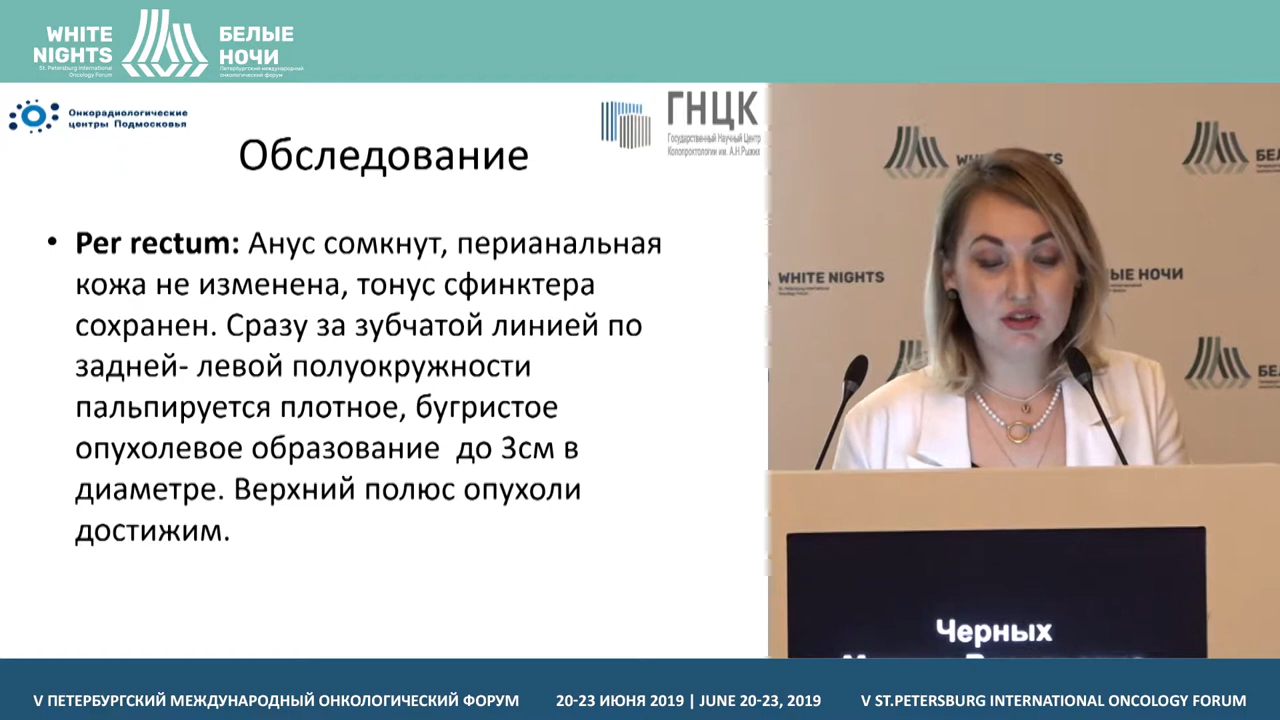 WHITE
NIGHTS
St. Petersburg International
Oncology Forum
БЕЛЫЕ
НОЧИ
Петербургский международный
онкологический форум
Онкорадиологические
центры Подмосковья
ГНЦК
Государственный Научный Центр
Колопроктологии им. А.Н.Рыжих
Обследование
• Per rectum: Анус сомкнут, перианальная
кожа не изменена, тонус сфинктера
сохранен. Сразу за зубчатой линией по
задней- левой полуокружности
пальпируется плотное, бугристое
опухолевое образование до 3см в
диаметре. Верхний полюс опухоли
достижим.
WHITE NIGHTS
Черных
V ПЕТЕРБУРГСКИЙ МЕЖДУНАРОДНЫЙ ОНКОЛОГИЧЕСКИЙ ФОРУМ
20-23 ИЮНЯ 2019 | JUNE 20-23, 2019
V ST.PETERSBURG INTERNATIONAL ONCOLOGY FORUM